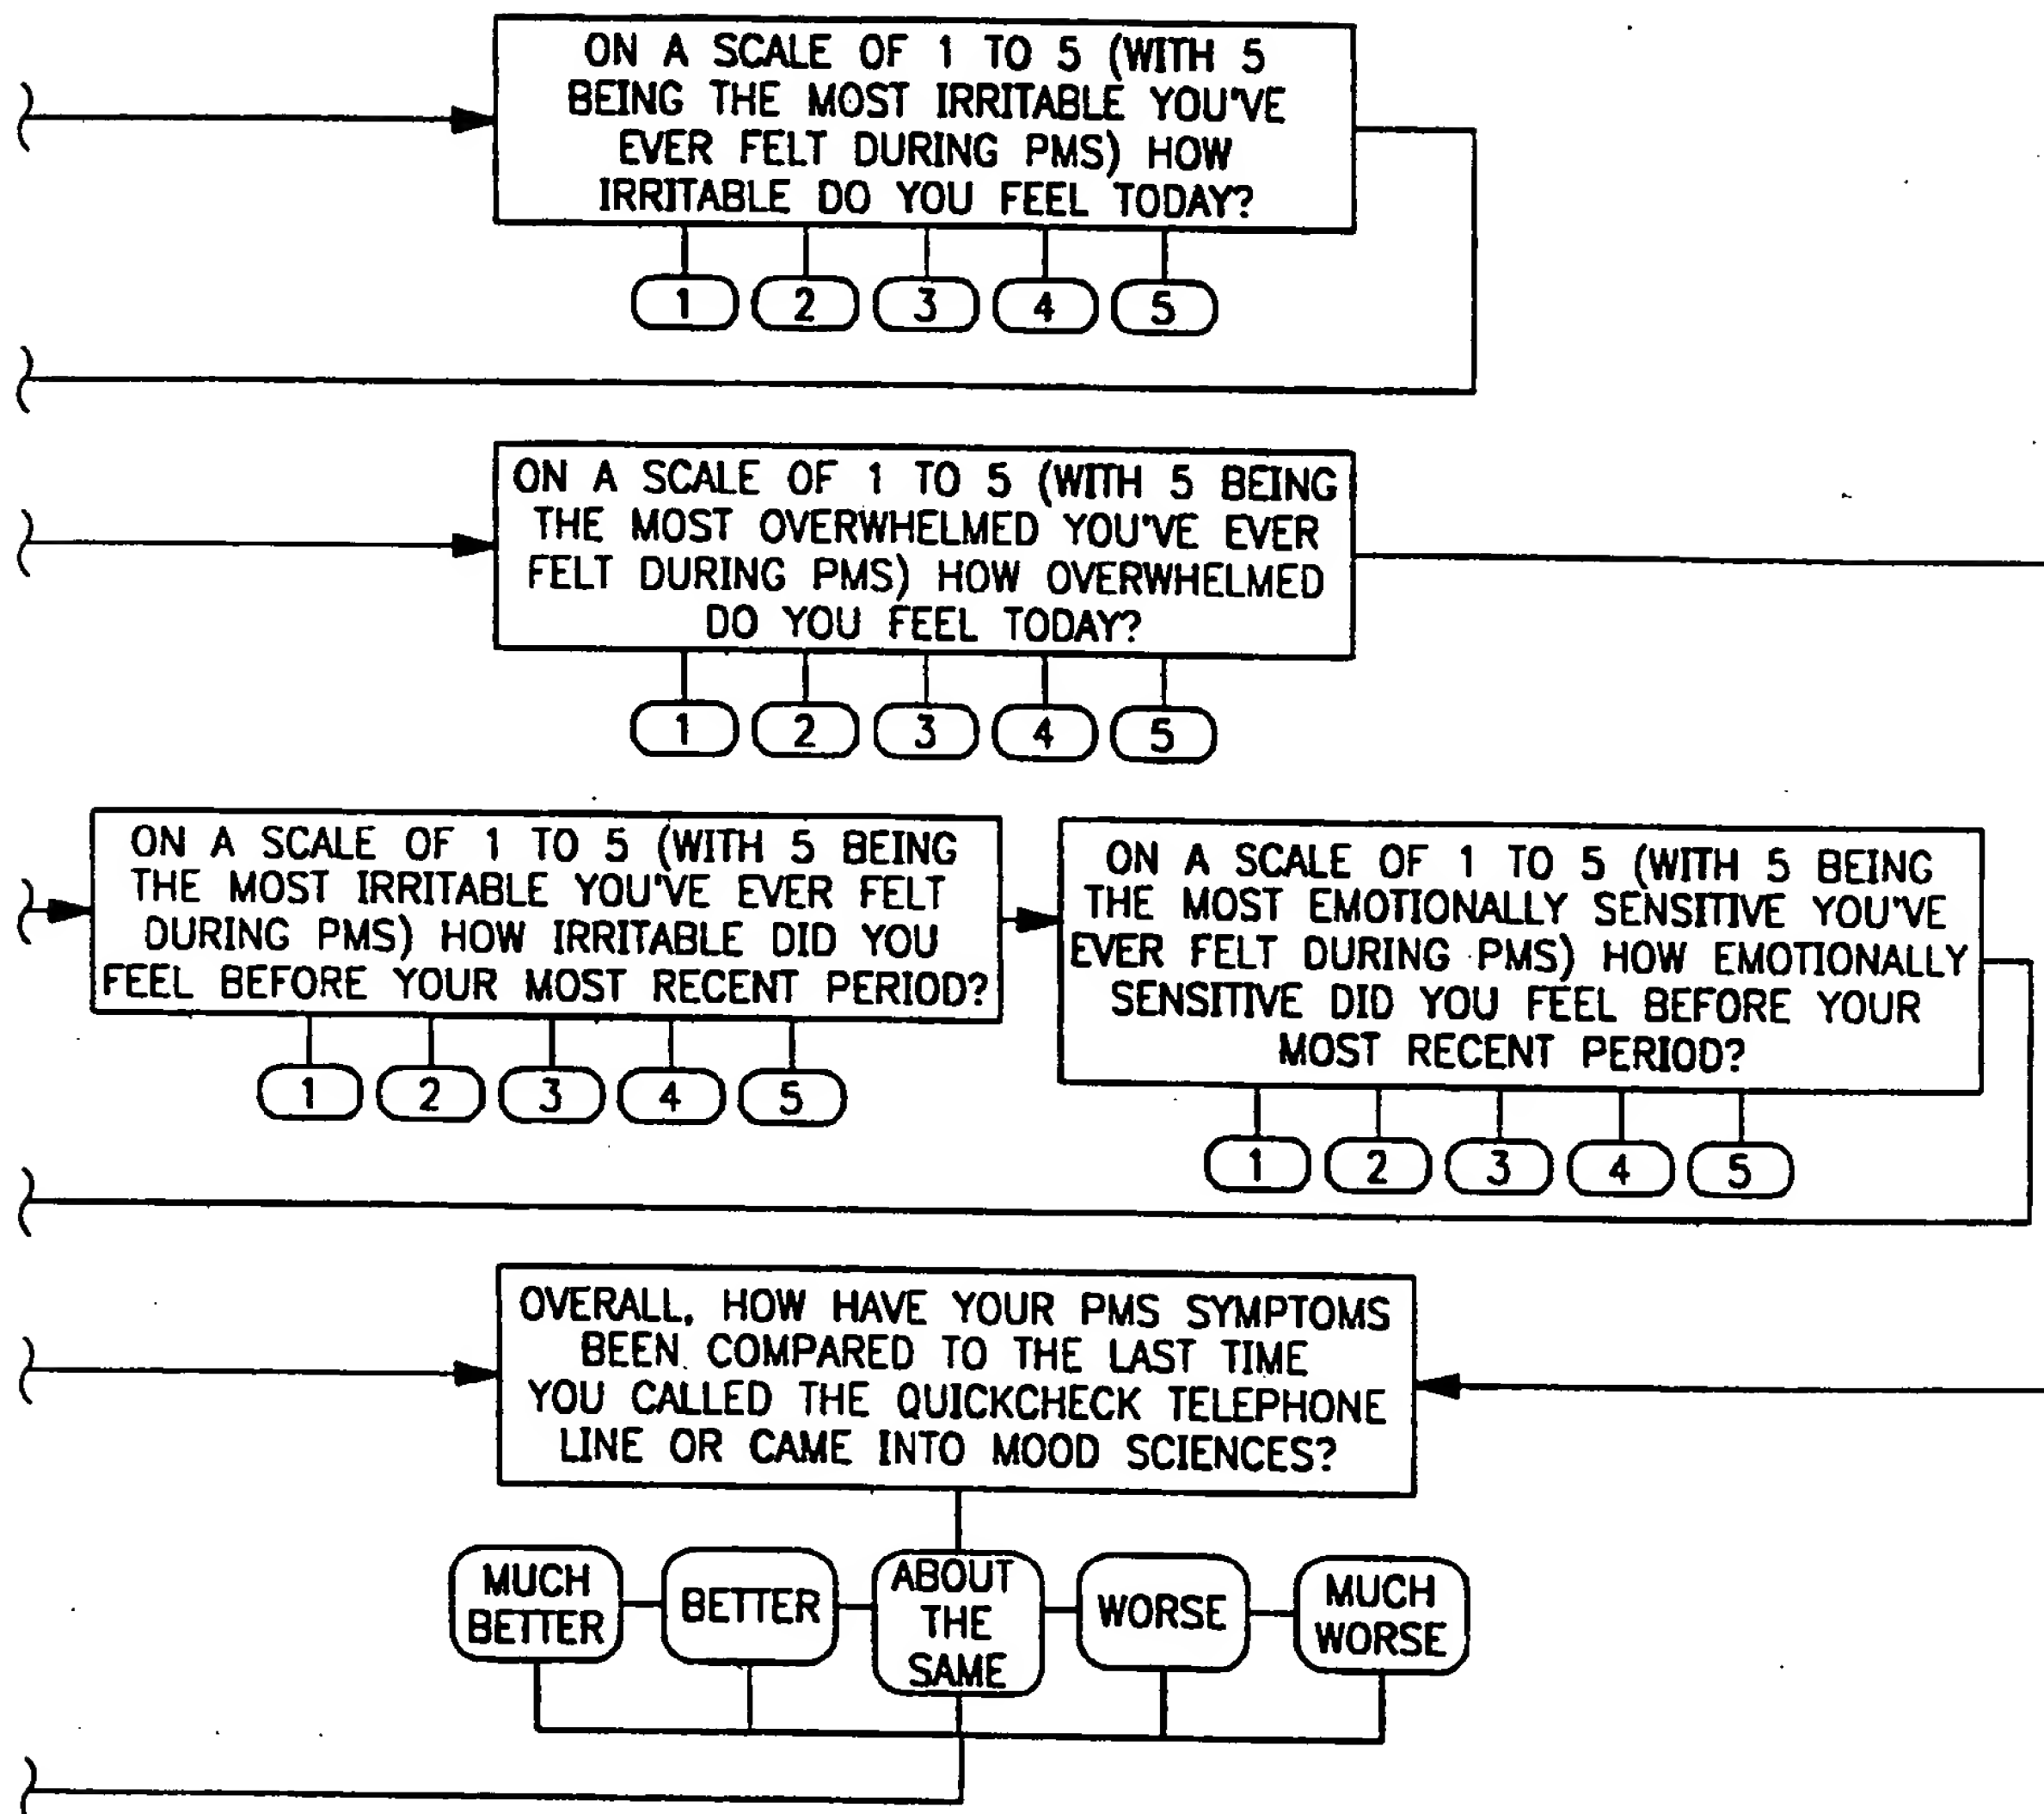 ON A SCALE OF 1 TO 5 (WITH 5
BEING THE MOST IRRITABLE YOU'VE
EVER FELT DURING PMS) HOW
IRRITABLE DO YOU FEEL TODAY?
1 2 3 4 5
ON A SCALE OF 1 TO 5 (WITH 5 BEING
THE MOST OVERWHELMED YOU'VE EVER
FELT DURING PMS) HOW OVERWHELMED
DO YOU FEEL TODAY?
1 2 3 4 5
ON A SCALE OF 1 TO 5 (WITH 5 BEING
THE MOST IRRITABLE YOU'VE EVER FELT
DURING PMS) HOW IRRITABLE DID YOU
FEEL BEFORE YOUR MOST RECENT PERIOD?
1 2 3 4 5
ON A SCALE OF 1 TO 5 (WITH 5 BEING
THE MOST EMOTIONALLY SENSITIVE YOU'VE
EVER FELT DURING PMS) HOW EMOTIONALLY
SENSITIVE DID YOU FEEL BEFORE YOUR
MOST RECENT PERIOD?
1 2 3 4 5
OVERALL, HOW HAVE YOUR PMS SYMPTOMS
BEEN COMPARED TO THE LAST TIME
YOU CALLED THE QUICKCHECK TELEPHONE
LINE OR CAME INTO MOOD SCIENCES?
MUCH
BETTER
BETTER
ABOUT
THE
SAME
WORSE
MUCH
WORSE